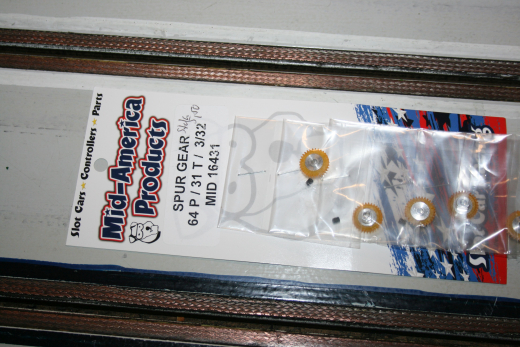 Slot Cars ★ Controllers ★ Parts
Mid-America
Products
SPUR GEAR
64 P / 31 T / 3/32
MID 16431